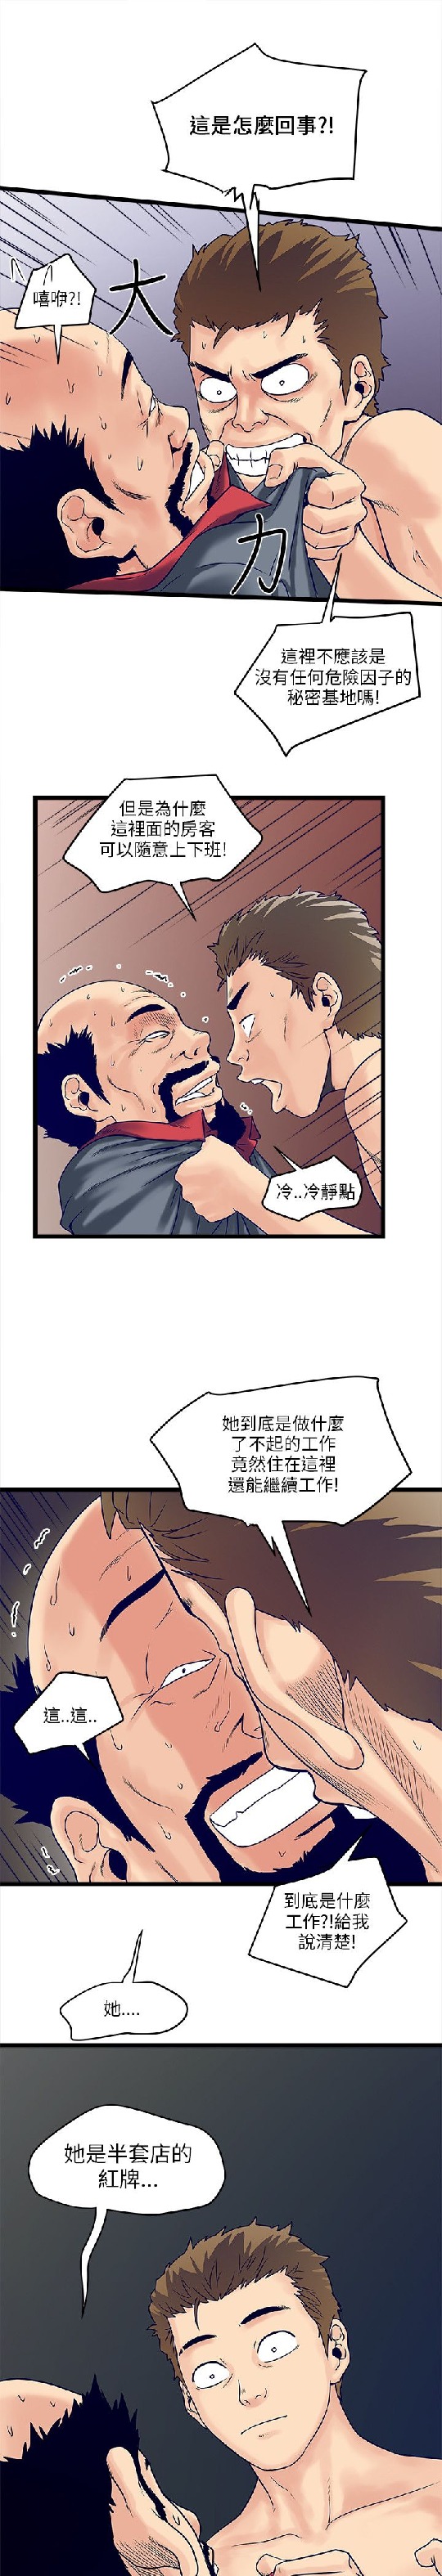 這是怎麼回事?!
嘻咿?!
大
力
這裡不應該是
沒有任何危險因子的
秘密基地嗎!
但是為什麼
這裡面的房客
可以隨意上下班!
冷..冷靜點
她到底是做什麼
了不起的工作
竟然住在這裡
還能繼續工作!
這..這..
到底是什麼
工作?!給我
說清楚!
她....
她是半套店的
紅牌...